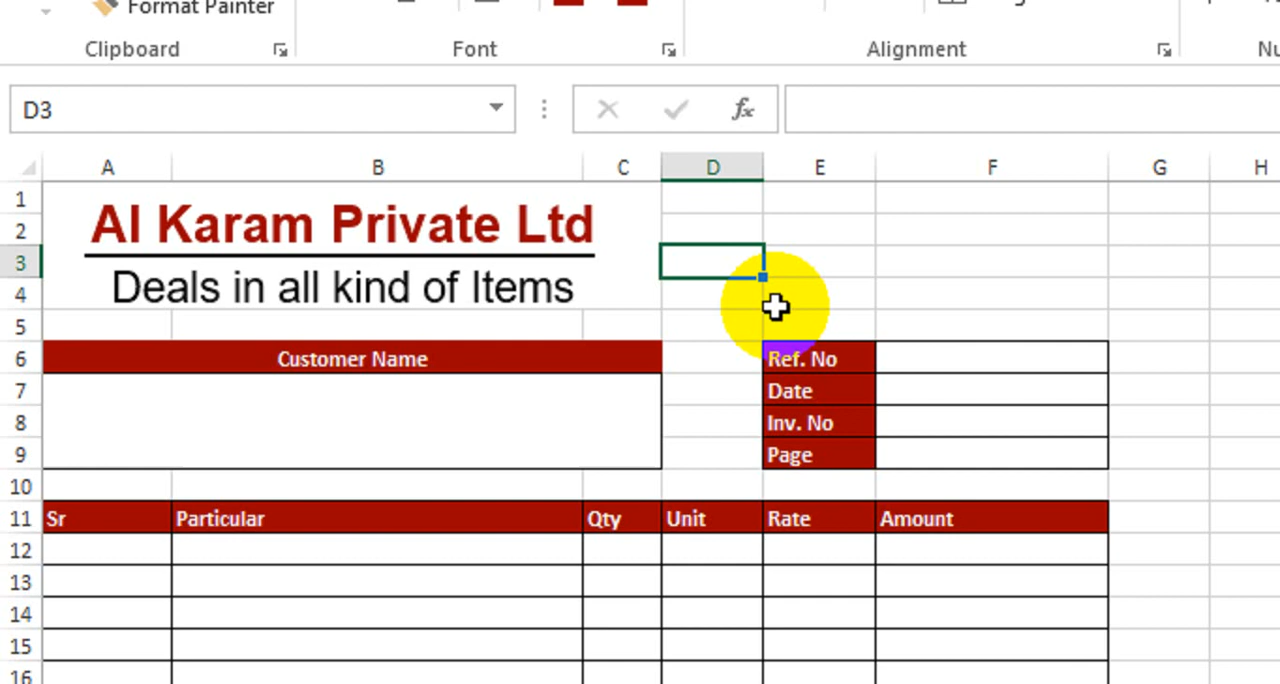 Format Painter
Clipboard Font Alignment
D3 fx
A B C D E F G H
1
Al Karam Private Ltd
2
3
Deals in all kind of Items
4
5
6 Customer Name Ref. No
7 Date
8 Inv. No
9 Page
10
11 Sr Particular Qty Unit Rate Amount
12
13
14
15
16